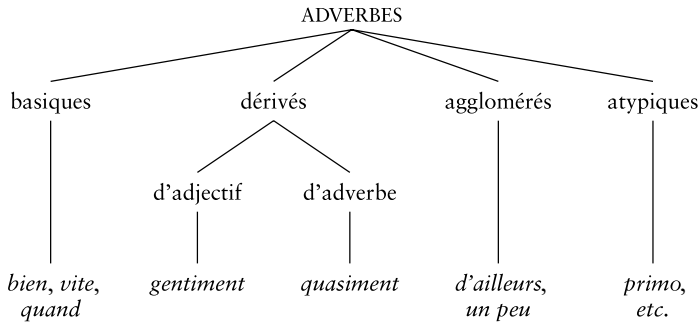 ADVERBES
basiques dérivés agglomérés atypiques
d'adjectif d'adverbe
bien, vite, gentiment quasiment d'ailleurs, primo,
quand un peu etc.